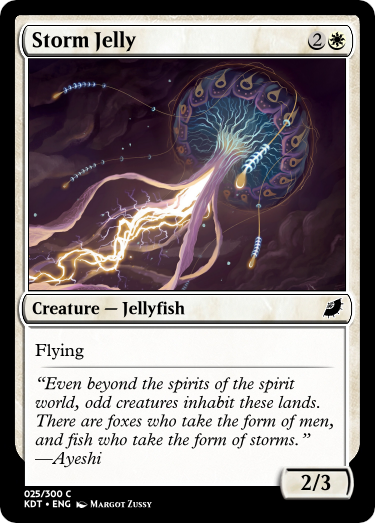 Storm Jelly 2
Creature — Jellyfish
Flying
“Even beyond the spirits of the spirit
world, odd creatures inhabit these lands.
There are foxes who take the form of men,
and fish who take the form of storms.”
—Ayeshi
2/3
025/300 C
KDT • ENG Margot Zussy